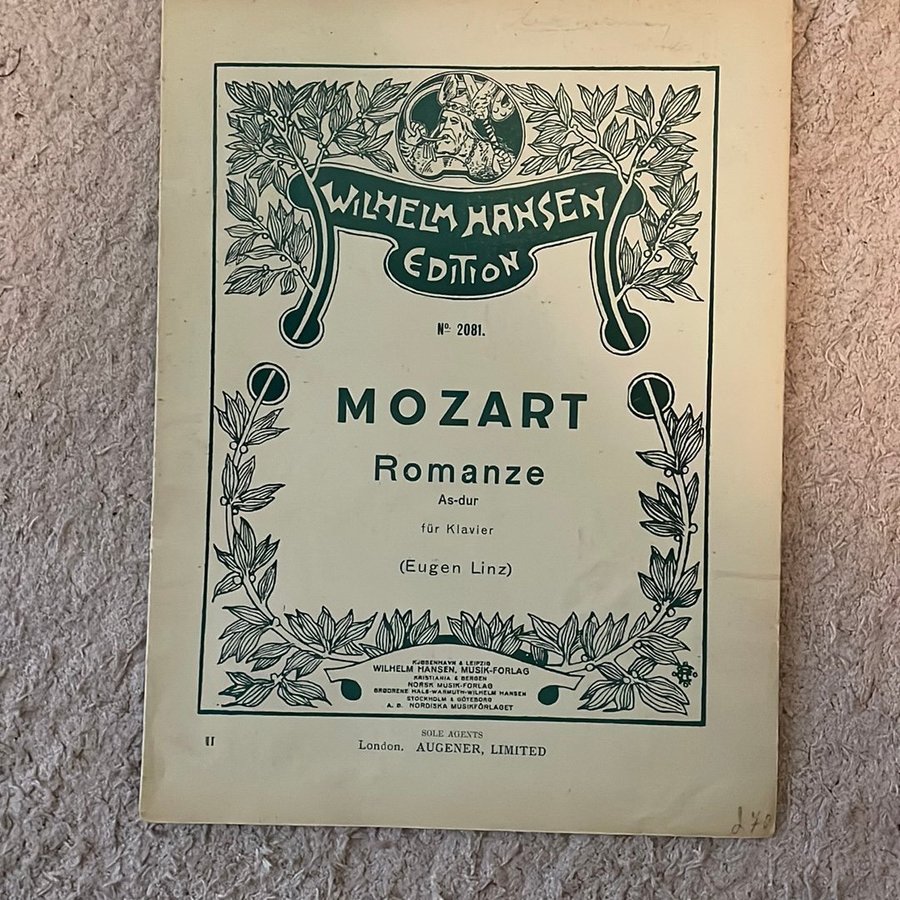 WILHELM HANSEN
EDITION
No. 2081.
MOZART
Romanze
As-dur
für Klavier
(Eugen Linz)
KJØBENHAVN & LEIPZIG
WILHELM HANSEN, MUSIK-FORLAG
KRISTIANIA & BERGEN
NORSK MUSIK-FORLAG
BRØDRENE HALS-WARMUTH-WILHELM HANSEN
STOCKHOLM & GÖTEBORG
A. B. NORDISKA MUSIKFÖRLAGET
SOLE AGENTS
London. AUGENER, LIMITED